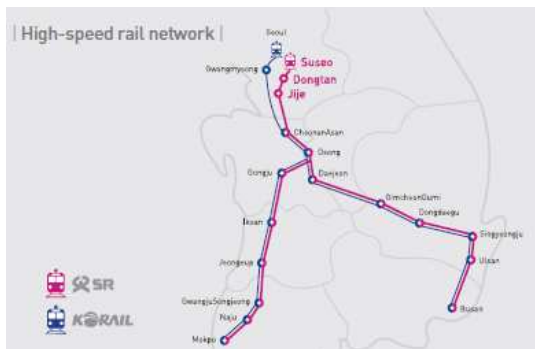 | High-speed rail network |
Seoul
Gwangmyeong
Suseo
Dongtan
Jije
CheonanAsan
Osong
Gongju
Daejeon
GimcheonGumi
Dongdaegu
Singyeongju
Iksan
Ulsan
Jeongeup
GwangjuSongjeong
Busan
Naju
Mokpo
SR
KORAIL